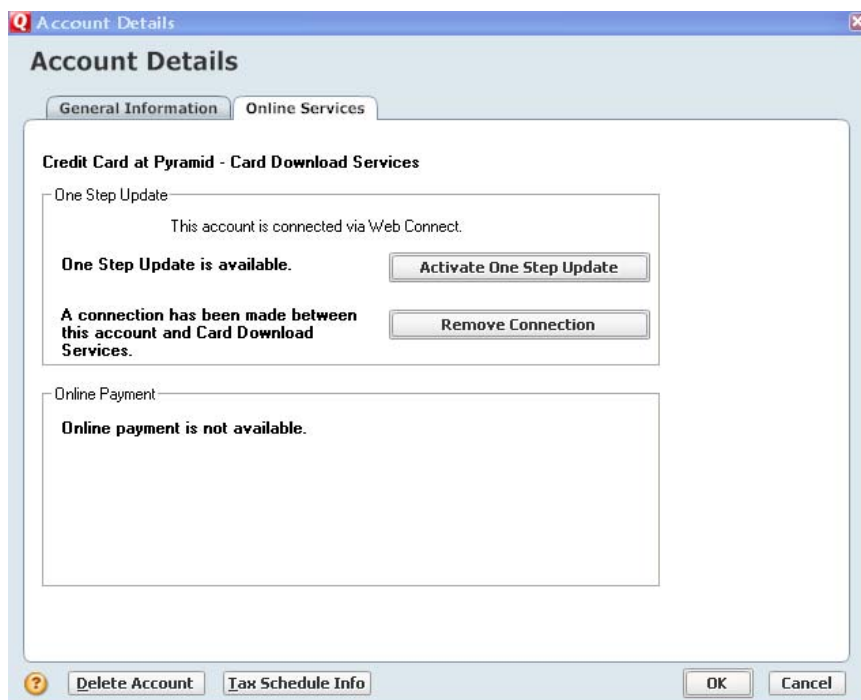 Q Account Details
Account Details
General Information
Online Services
Credit Card at Pyramid - Card Download Services
One Step Update
This account is connected via Web Connect.
One Step Update is available.
Activate One Step Update
A connection has been made between
this account and Card Download
Services.
Remove Connection
Online Payment
Online payment is not available.
? Delete Account Tax Schedule Info OK Cancel